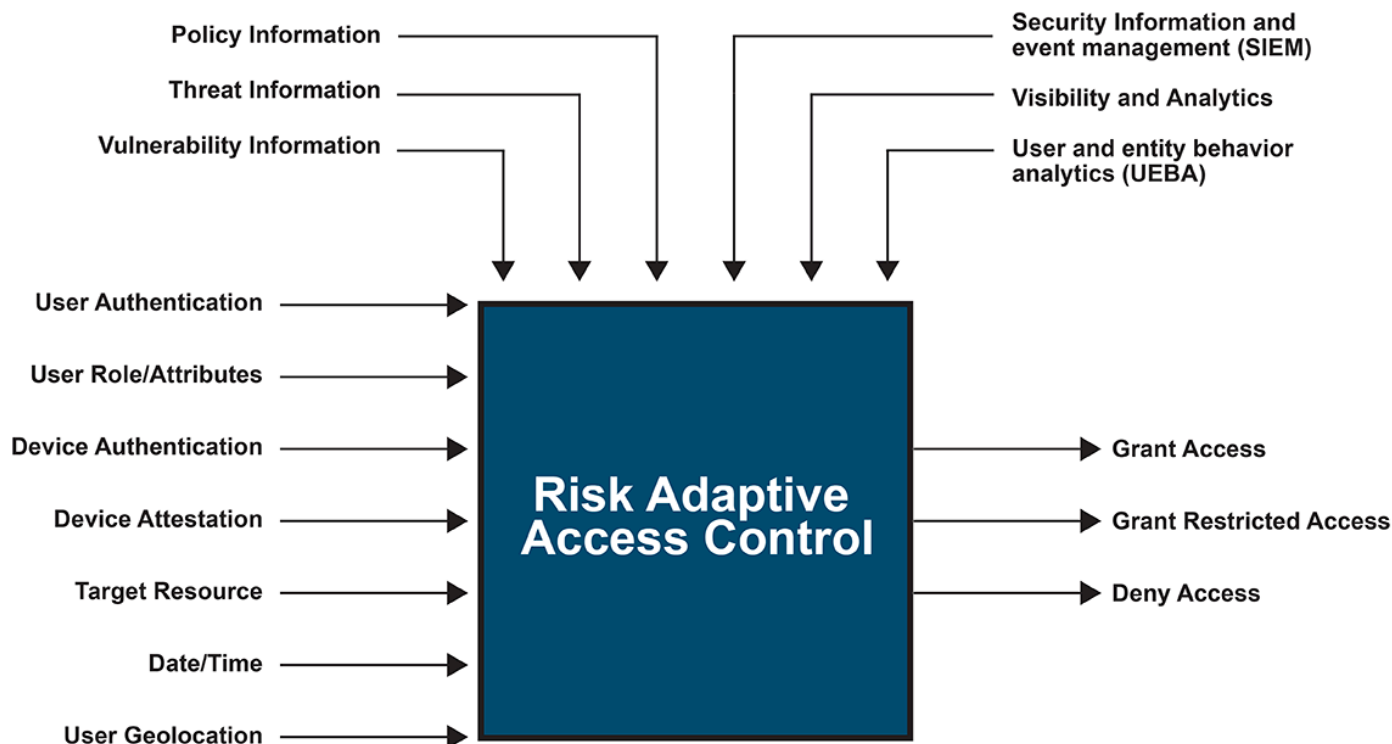 Policy Information
Threat Information
Vulnerability Information
Security Information and
event management (SIEM)
Visibility and Analytics
User and entity behavior
analytics (UEBA)
User Authentication
User Role/Attributes
Device Authentication
Device Attestation
Target Resource
Date/Time
User Geolocation
Risk Adaptive
Access Control
Grant Access
Grant Restricted Access
Deny Access